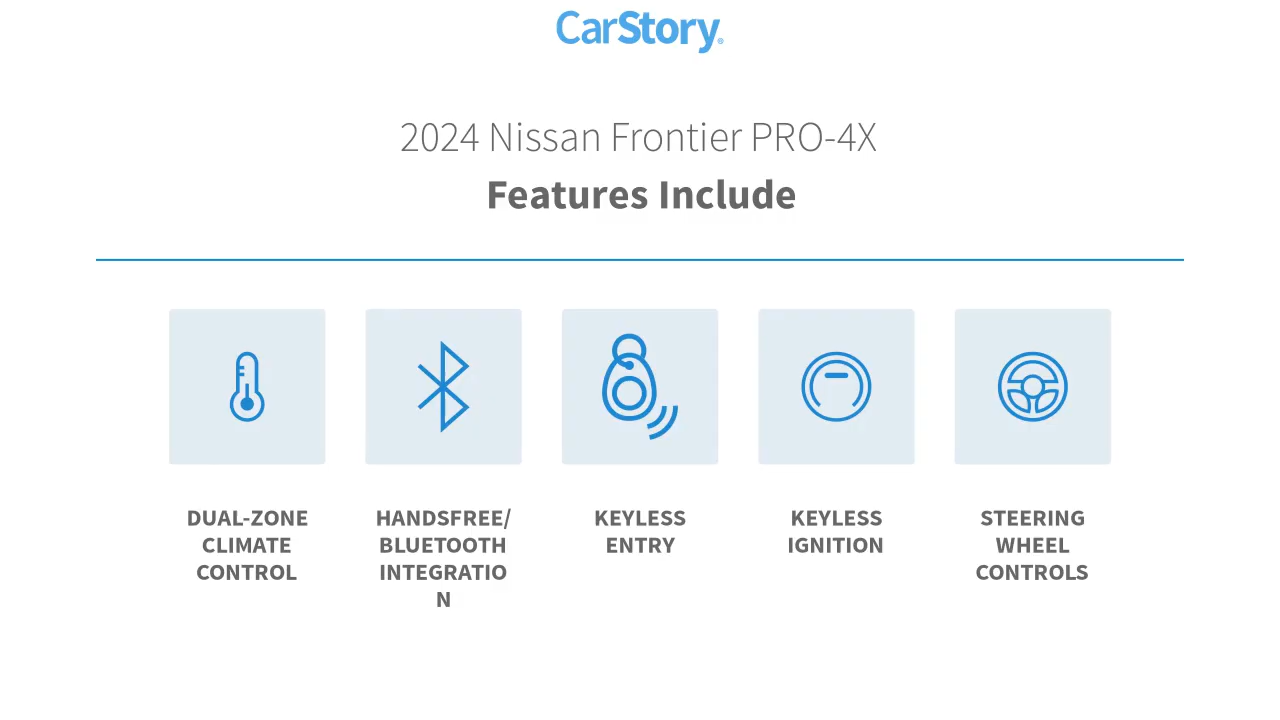 CarStory®
2024 Nissan Frontier PRO-4X
Features Include
DUAL-ZONE
CLIMATE
CONTROL
HANDSFREE/
BLUETOOTH
INTEGRATIO
N
KEYLESS
ENTRY
KEYLESS
IGNITION
STEERING
WHEEL
CONTROLS